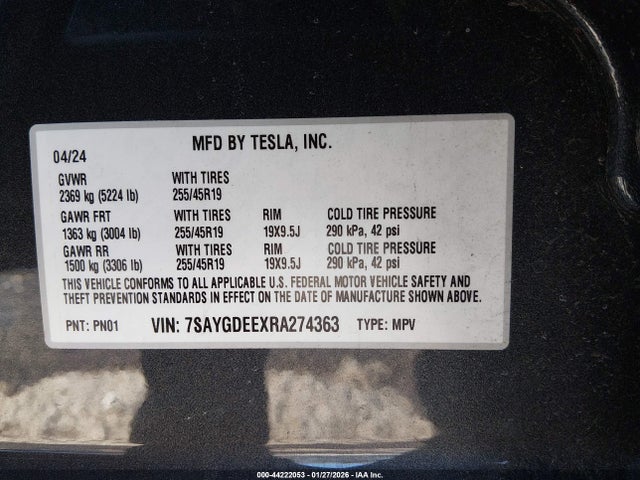 MFD BY TESLA, INC.
04/24
GVWR WITH TIRES
2369 kg (5224 lb) 255/45R19
GAWR FRT WITH TIRES RIM COLD TIRE PRESSURE
1363 kg (3004 lb) 255/45R19 19X9.5J 290 kPa, 42 psi
GAWR RR WITH TIRES RIM COLD TIRE PRESSURE
1500 kg (3306 lb) 255/45R19 19X9.5J 290 kPa, 42 psi
THIS VEHICLE CONFORMS TO ALL APPLICABLE U.S. FEDERAL MOTOR VEHICLE SAFETY AND
THEFT PREVENTION STANDARDS IN EFFECT ON THE DATE OF MANUFACTURE SHOWN ABOVE.
PNT: PN01 VIN: 7SAYGDEEXRA274363 TYPE: MPV
000-44222053 - 01/27/2026 - IAA Inc.